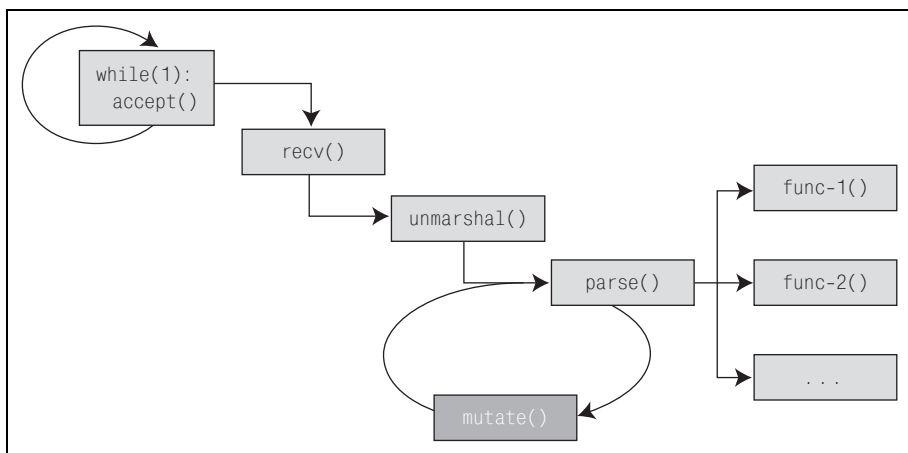 while(1):
accept()
recv()
unmarshal()
parse()
func-1()
func-2()
...
mutate()